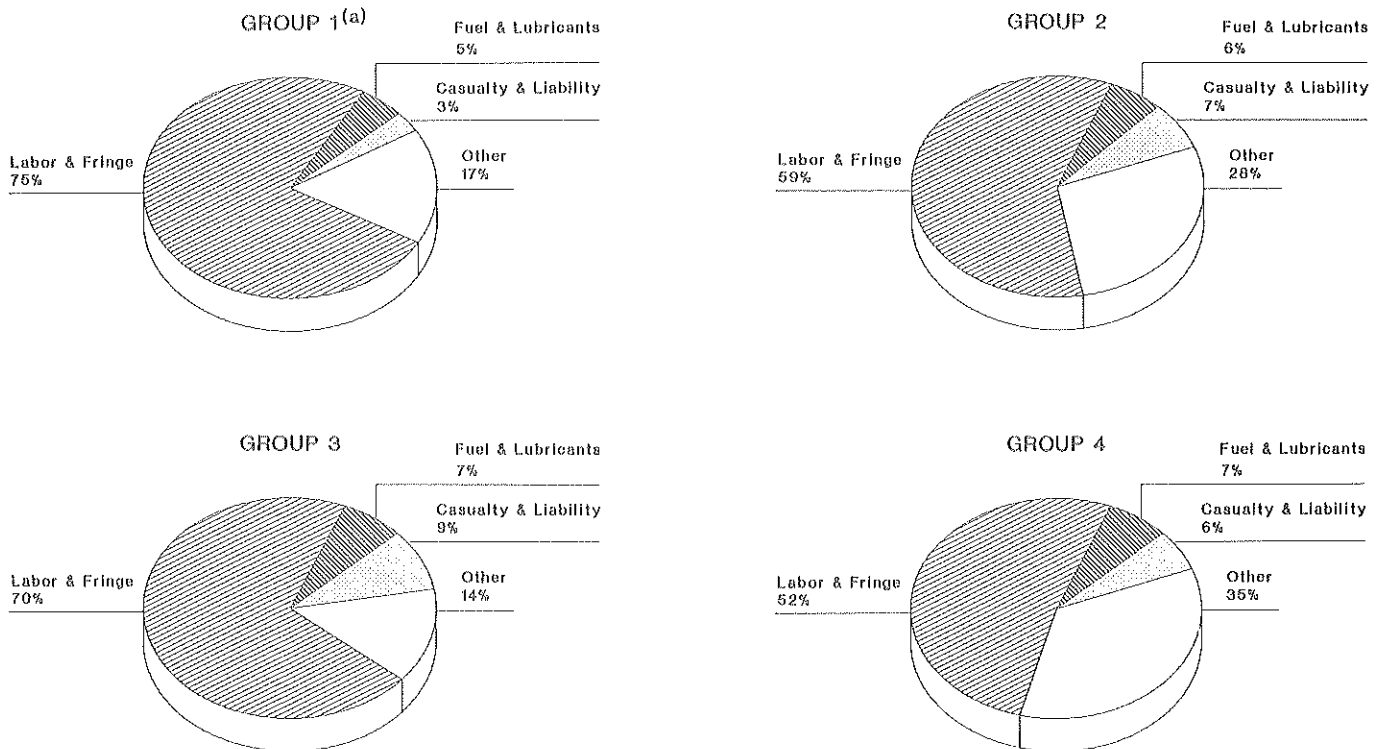 GROUP 1(a)
Fuel & Lubricants
5%
Casualty & Liability
3%
Labor & Fringe
75%
Other
17%
GROUP 2
Fuel & Lubricants
6%
Casualty & Liability
7%
Labor & Fringe
59%
Other
28%
GROUP 3
Fuel & Lubricants
7%
Casualty & Liability
9%
Labor & Fringe
70%
Other
14%
GROUP 4
Fuel & Lubricants
7%
Casualty & Liability
6%
Labor & Fringe
52%
Other
35%